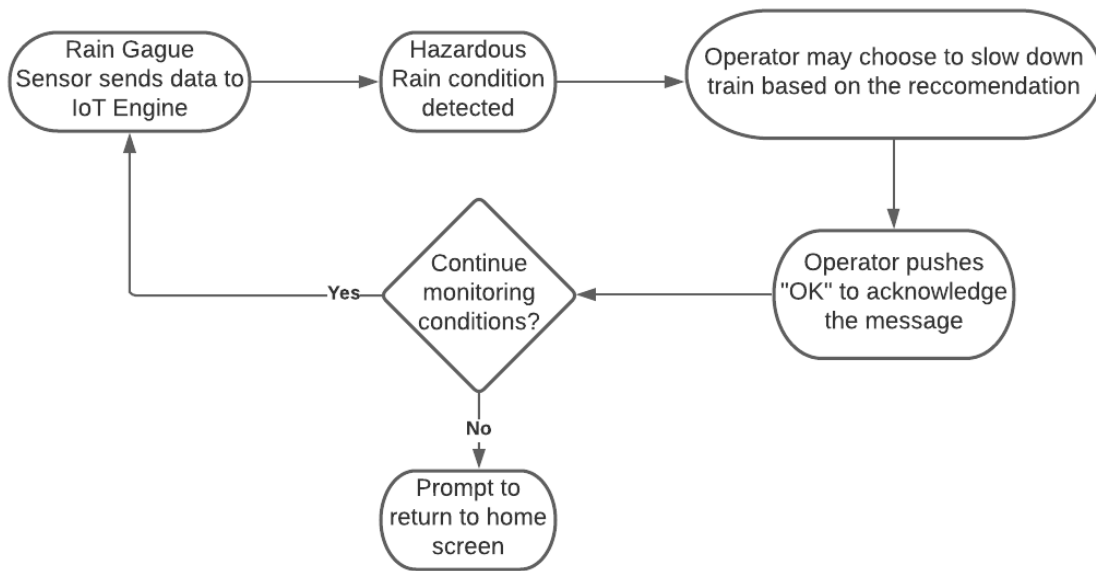 Rain Gague
Sensor sends data to
IoT Engine
Hazardous
Rain condition
detected
Operator may choose to slow down
train based on the reccomendation
Operator pushes
"OK" to acknowledge
the message
Continue
monitoring
conditions?
Yes
No
Prompt to
return to home
screen